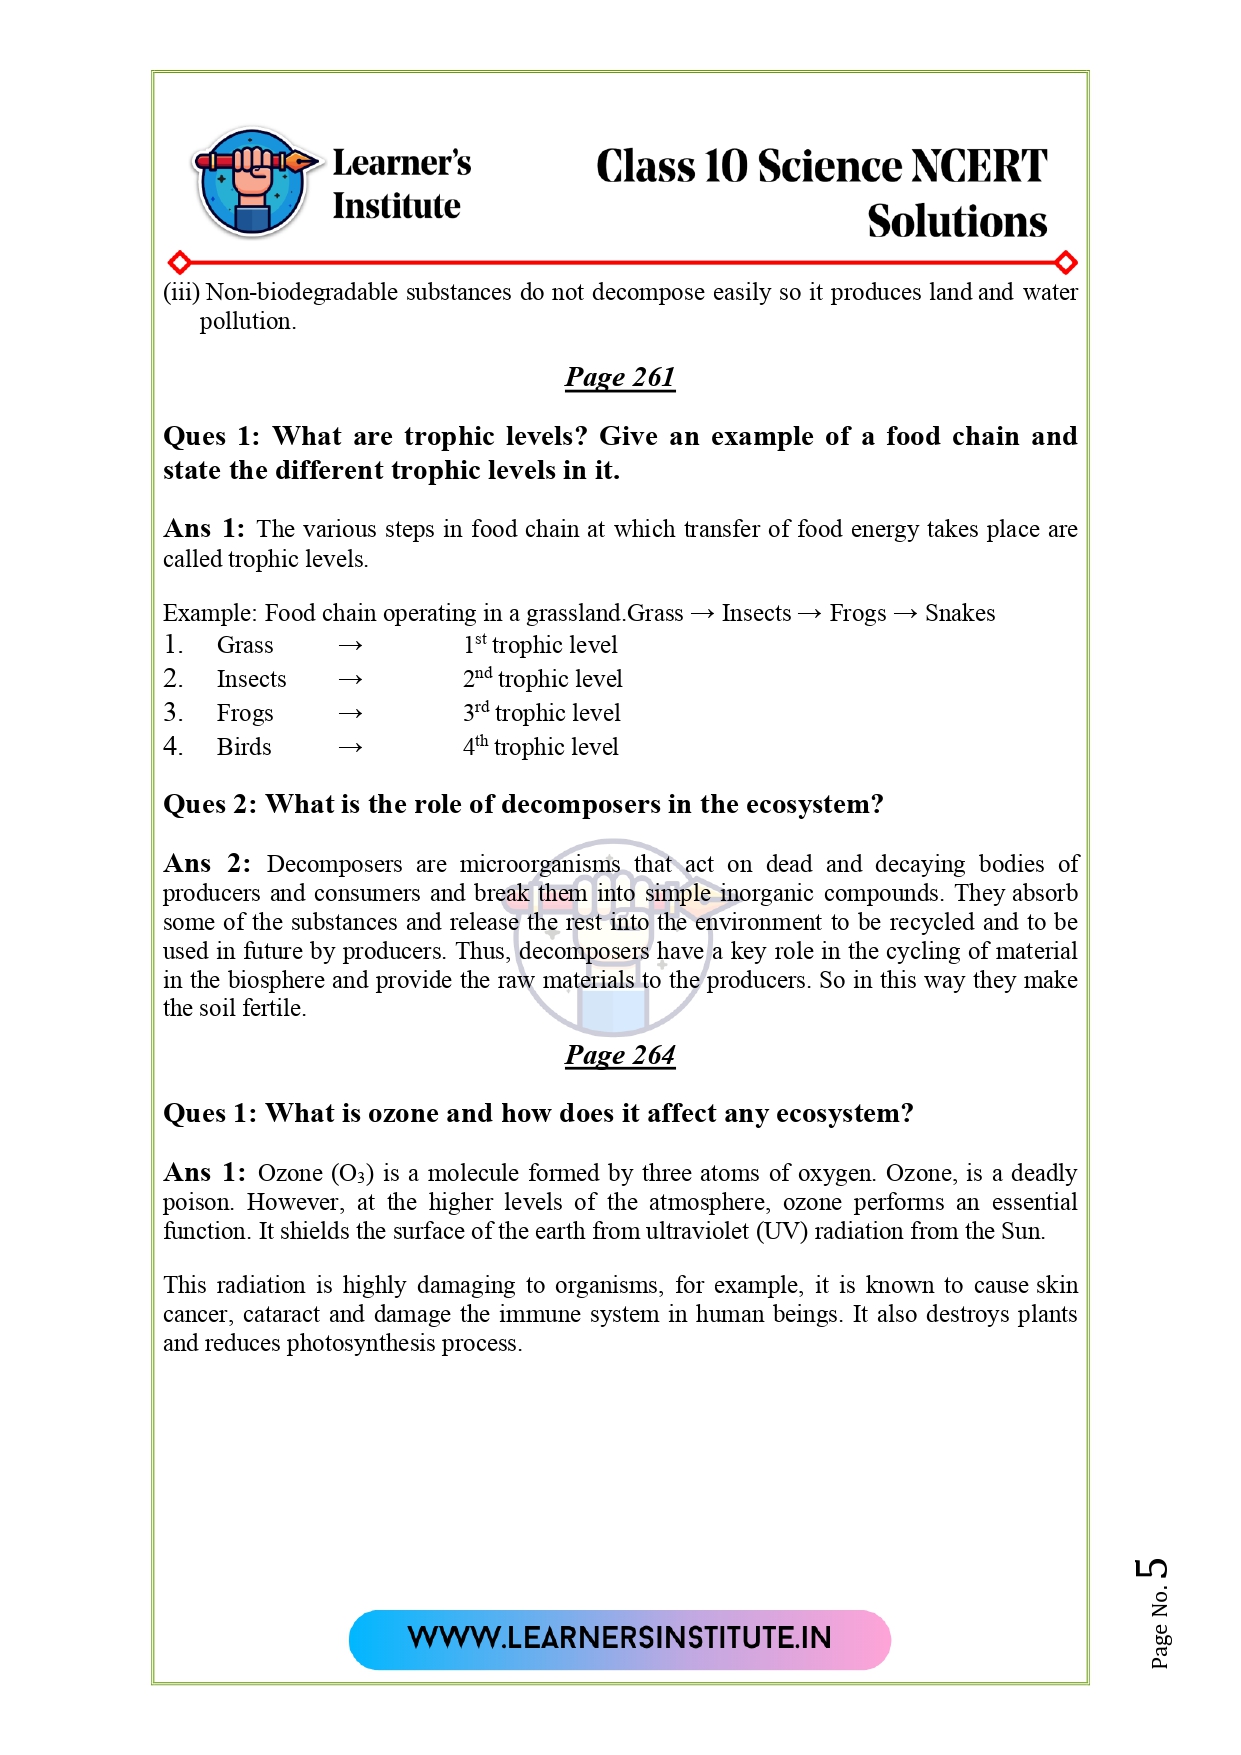 Learner's
Institute
Class 10 Science NCERT
Solutions
(iii) Non-biodegradable substances do not decompose easily so it produces land and water
pollution.
Page 261
Ques 1: What are trophic levels? Give an example of a food chain and
state the different trophic levels in it.
Ans 1: The various steps in food chain at which transfer of food energy takes place are
called trophic levels.
Example: Food chain operating in a grassland.Grass → Insects → Frogs → Snakes
1. Grass → 1st trophic level
2. Insects → 2nd trophic level
3. Frogs → 3rd trophic level
4. Birds → 4th trophic level
Ques 2: What is the role of decomposers in the ecosystem?
Ans 2: Decomposers are microorganisms that act on dead and decaying bodies of
producers and consumers and break them into simple inorganic compounds. They absorb
some of the substances and release the rest into the environment to be recycled and to be
used in future by producers. Thus, decomposers have a key role in the cycling of material
in the biosphere and provide the raw materials to the producers. So in this way they make
the soil fertile.
Page 264
Ques 1: What is ozone and how does it affect any ecosystem?
Ans 1: Ozone (O₃) is a molecule formed by three atoms of oxygen. Ozone, is a deadly
poison. However, at the higher levels of the atmosphere, ozone performs an essential
function. It shields the surface of the earth from ultraviolet (UV) radiation from the Sun.
This radiation is highly damaging to organisms, for example, it is known to cause skin
cancer, cataract and damage the immune system in human beings. It also destroys plants
and reduces photosynthesis process.
WWW.LEARNERSINSTITUTE.IN
Page No. 5